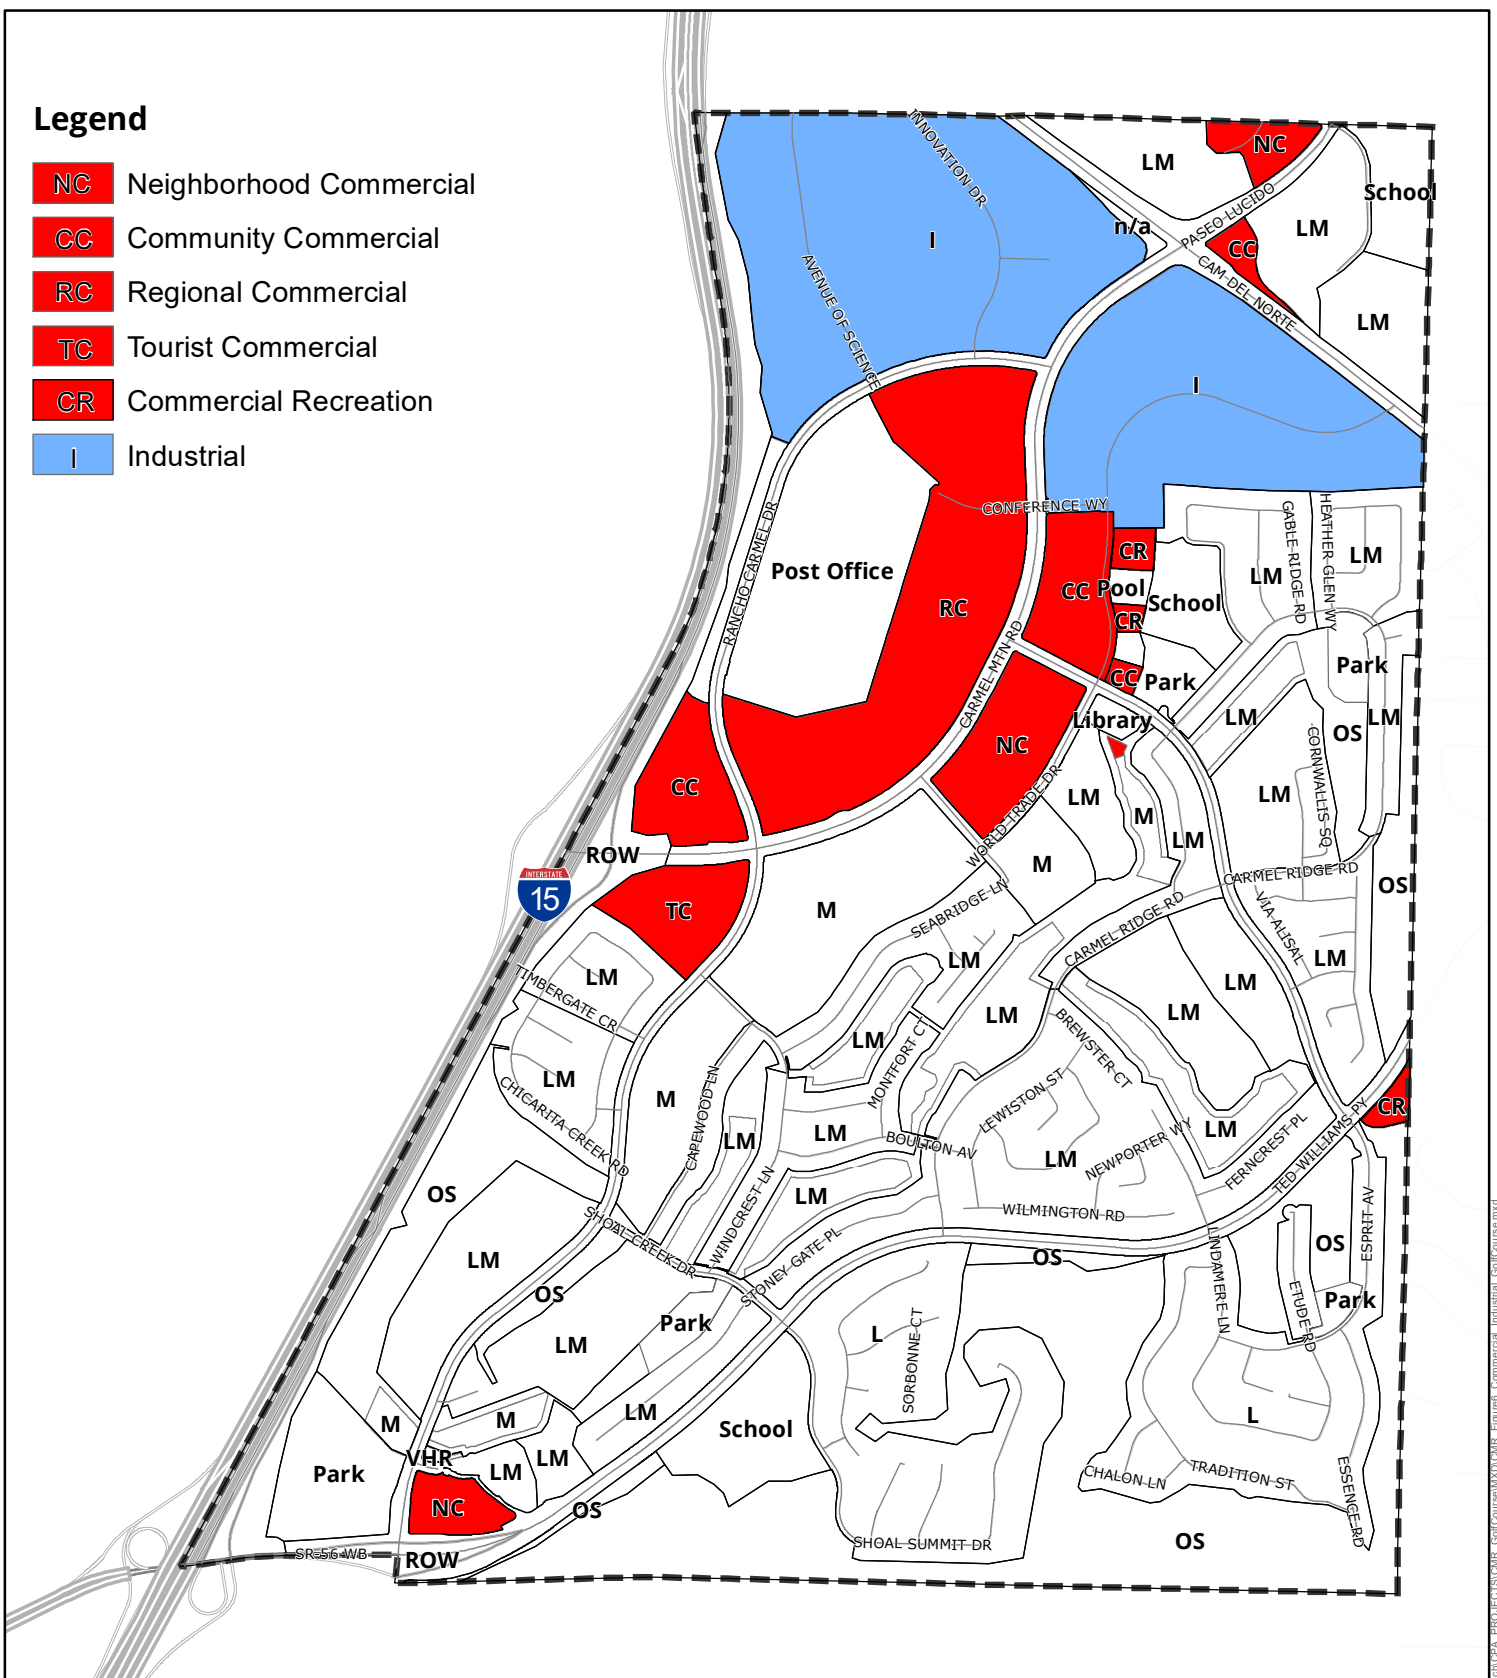 Legend
NC Neighborhood Commercial
CC Community Commercial
RC Regional Commercial
TC Tourist Commercial
CR Commercial Recreation
I Industrial
INNOVATION DR
LM
NC
School
n/a
PASEO LUCIDO
LM
I
CC
CAM DEL NORTE
AVENUE OF SCIENCE
LM
I
RANCHO CARMEL DR
CONFERENCE WY
GABLE RIDGE RD
HEATHER GLEN WY
Post Office
CR
LM
LM
RC
CC
Pool
School
CR
CARMEL MTN RD
CC
Park
Park
Library
LM
LM
OS
NC
CORNWALLIS SQ
CC
WORLD TRADE DR
LM
M
LM
LM
ROW
M
CARMEL RIDGE RD
OS
INTERSTATE
15
TC
M
SEABRIDGE LN
CARMEL RIDGE RD
VIA ALISAL
LM
TIMBERGATE CR
LM
LM
LM
LM
LM
LM
BREWSTER CT
MONTFORT CT
LM
CHICARITA CREEK RD
M
CAPEWOOD LN
LEWISTON ST
CR
LM
LM
BOULTON AV
LM
NEWPORTER WY
LM
FERNCREST PL
TED WILLIAMS PY
OS
LM
WINDCREST LN
WILMINGTON RD
ESPRIT AV
SHOAL CREEK DR
LM
STONEY GATE PL
OS
LINDAMERE LN
OS
OS
ETUDE RD
Park
LM
Park
L
SORBONNE CT
M
M
LM
School
L
VHR
LM
LM
Park
CHALON LN
TRADITION ST
ESSENCE RD
NC
OS
SR-56 WB
ROW
SHOAL SUMMIT DR
OS